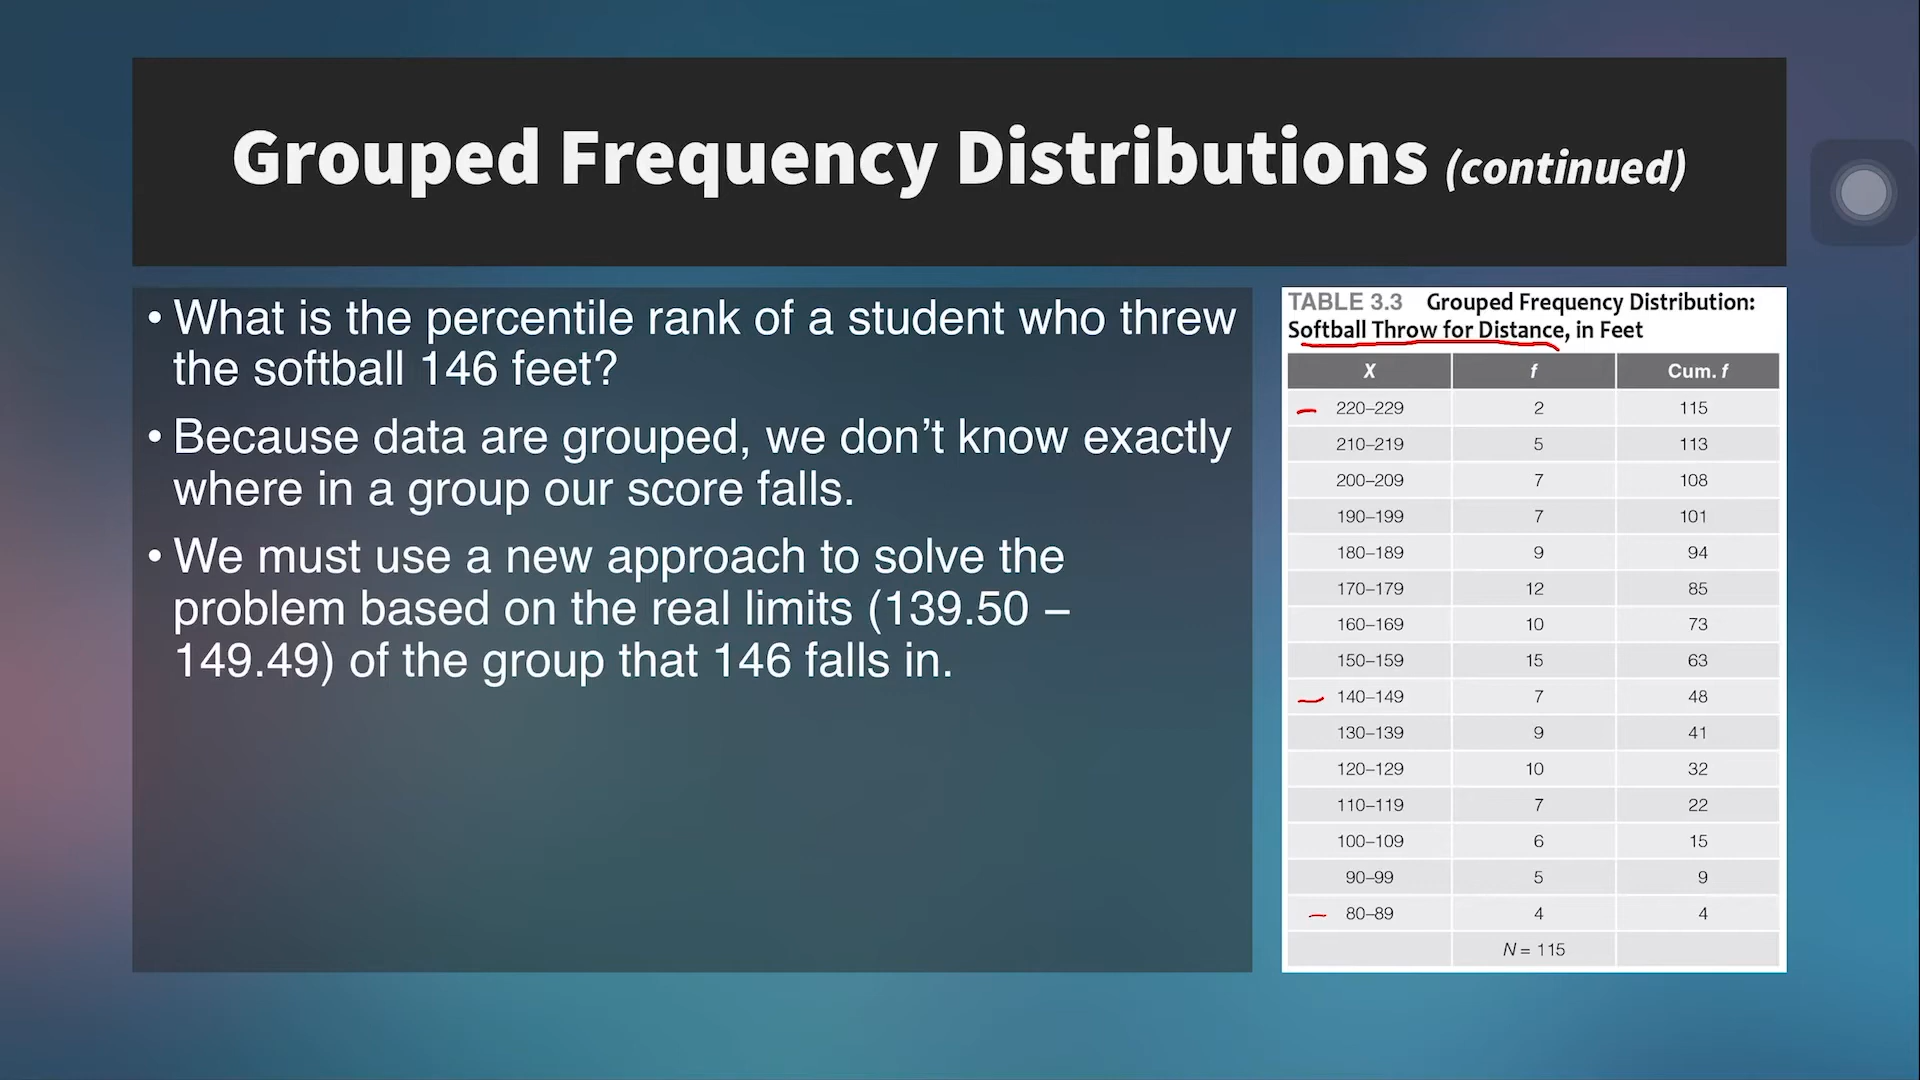 Grouped Frequency Distributions (continued)
• What is the percentile rank of a student who threw
the softball 146 feet?
• Because data are grouped, we don’t know exactly
where in a group our score falls.
• We must use a new approach to solve the
problem based on the real limits (139.50 –
149.49) of the group that 146 falls in.
TABLE 3.3 Grouped Frequency Distribution:
Softball Throw for Distance, in Feet
X f Cum. f
220–229 2 115
210–219 5 113
200–209 7 108
190–199 7 101
180–189 9 94
170–179 12 85
160–169 10 73
150–159 15 63
140–149 7 48
130–139 9 41
120–129 10 32
110–119 7 22
100–109 6 15
90–99 5 9
80–89 4 4
N = 115